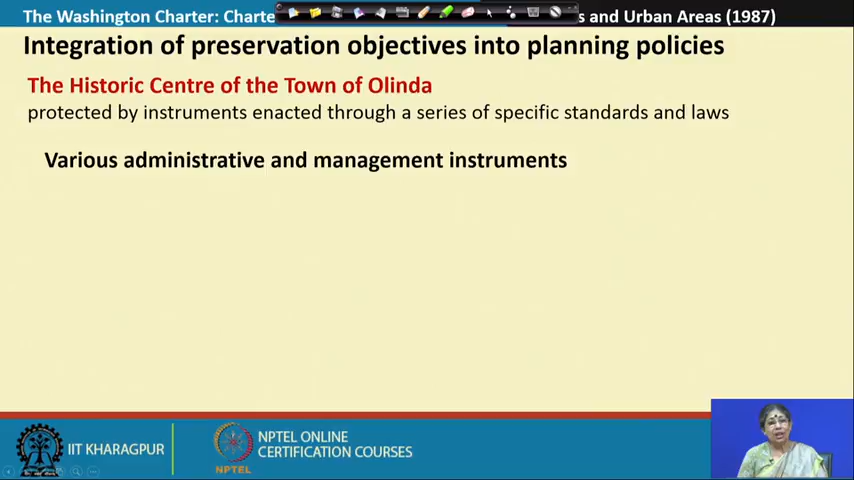 The Washington Charter: Charte s and Urban Areas (1987)
Integration of preservation objectives into planning policies
The Historic Centre of the Town of Olinda
protected by instruments enacted through a series of specific standards and laws
Various administrative and management instruments
IIT KHARAGPUR
NPTEL
NPTEL ONLINE
CERTIFICATION COURSES